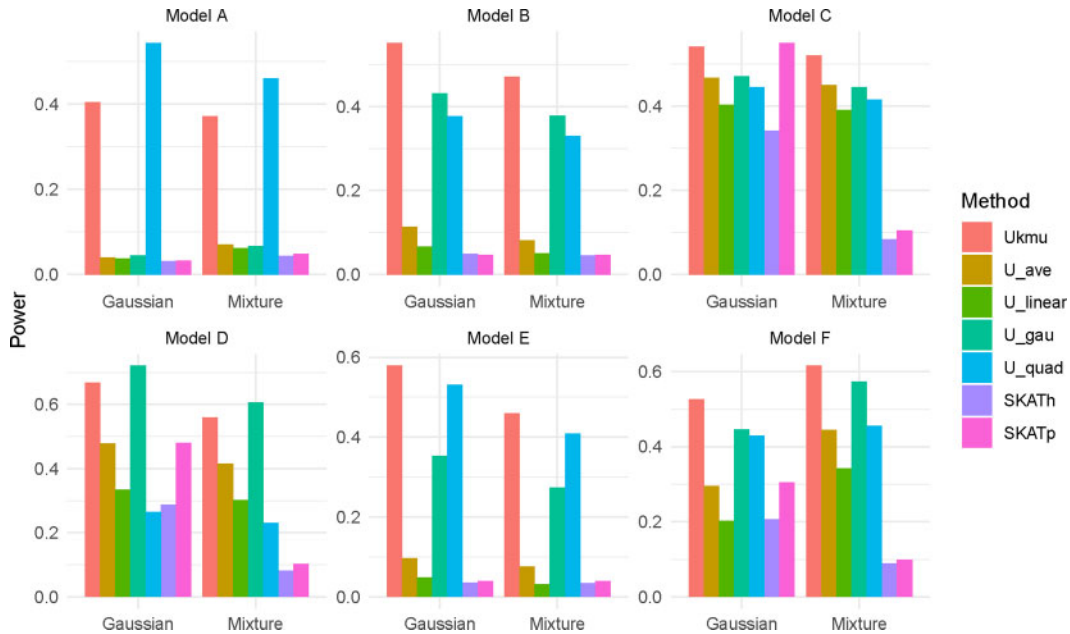 Model A
Model B
Model C
0.4
0.2
0.0
0.4
0.2
0.0
0.4
0.2
0.0
Gaussian Mixture
Gaussian Mixture
Gaussian Mixture
Power
Model D
Model E
Model F
0.6
0.4
0.2
0.0
0.6
0.4
0.2
0.0
0.6
0.4
0.2
0.0
Gaussian Mixture
Gaussian Mixture
Gaussian Mixture
Method
Ukmu
U_ave
U_linear
U_gau
U_quad
SKATh
SKATp